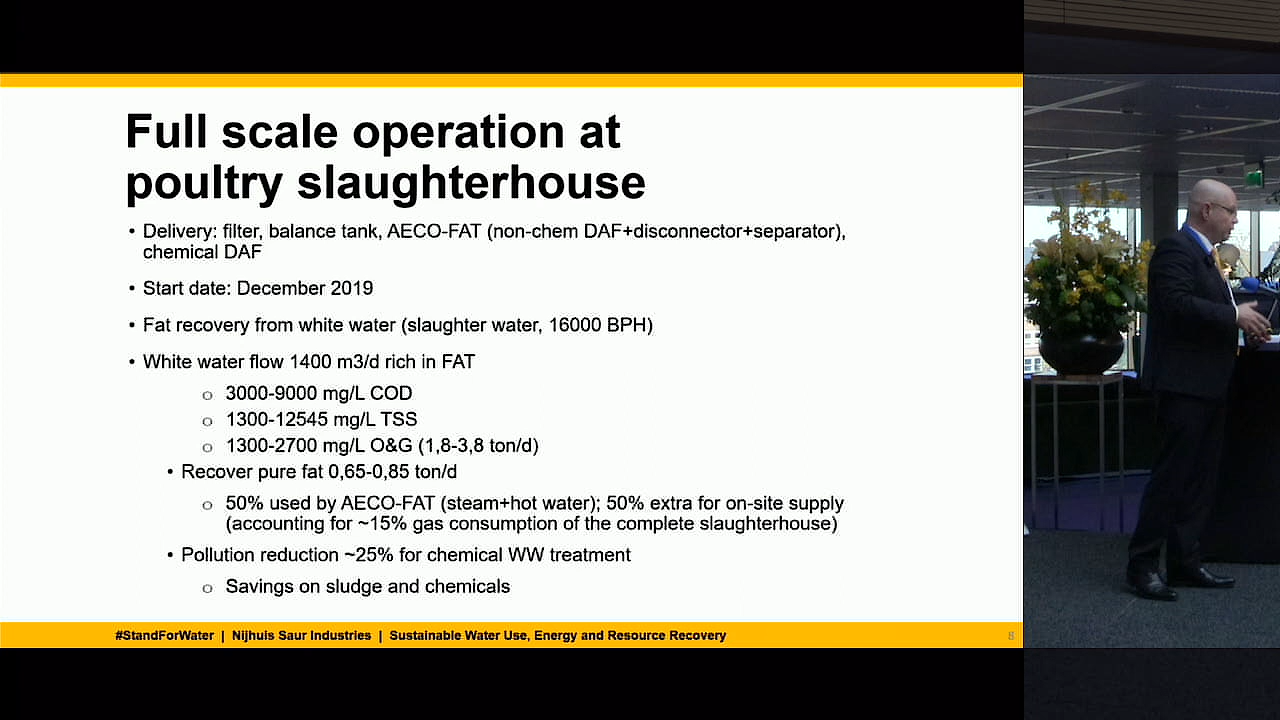 Full scale operation at
poultry slaughterhouse
• Delivery: filter, balance tank, AECO-FAT (non-chem DAF+disconnector+separator),
chemical DAF
• Start date: December 2019
• Fat recovery from white water (slaughter water, 16000 BPH)
• White water flow 1400 m3/d rich in FAT
o 3000-9000 mg/L COD
o 1300-12545 mg/L TSS
o 1300-2700 mg/L O&G (1,8-3,8 ton/d)
• Recover pure fat 0,65-0,85 ton/d
o 50% used by AECO-FAT (steam+hot water); 50% extra for on-site supply
(accounting for ~15% gas consumption of the complete slaughterhouse)
• Pollution reduction ~25% for chemical WW treatment
o Savings on sludge and chemicals
#StandForWater | Nijhuis Saur Industries | Sustainable Water Use, Energy and Resource Recovery
8